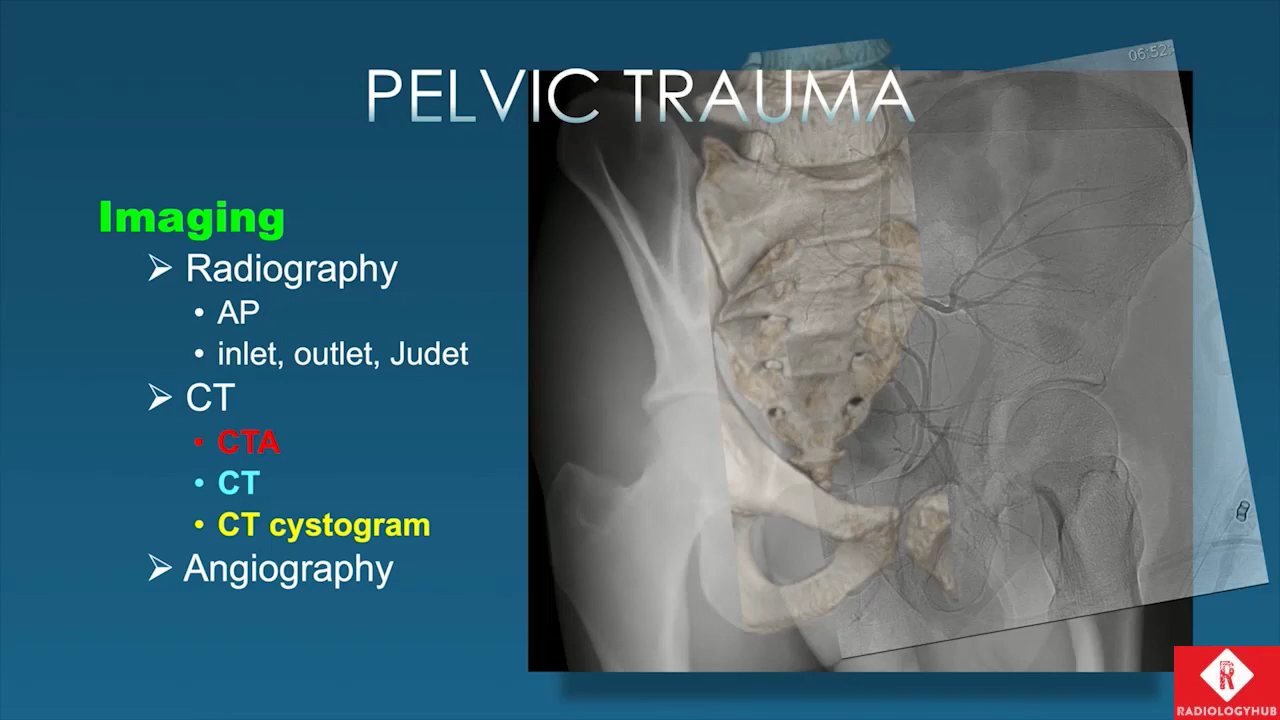 06:52
PELVIC TRAUMA
Imaging
➢ Radiography
• AP
• inlet, outlet, Judet
➢ CT
• CTA
• CT
• CT cystogram
➢ Angiography
R
RADIOLOGYHUB